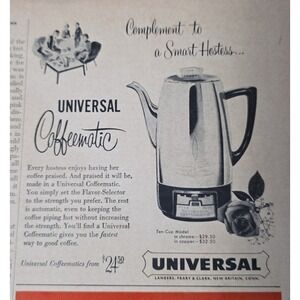 Complement to
a Smart Hostess...
UNIVERSAL
Coffeematic
Every hostess enjoys having her
coffee praised. And praised it will be,
made in a Universal Coffeematic.
You simply set the Flavor-Selector
to the strength you prefer. The rest
is automatic, even to keeping the
coffee piping hot without increasing
the strength. You'll find a Universal
Coffeematic gives you the fastest
way to good coffee.
Universal Coffeematics from $24.50
Ten-Cup Model
in chrome—$29.50
in copper—$32.50
UNIVERSAL
LANDERS, FRARY & CLARK, NEW BRITAIN, CONN.